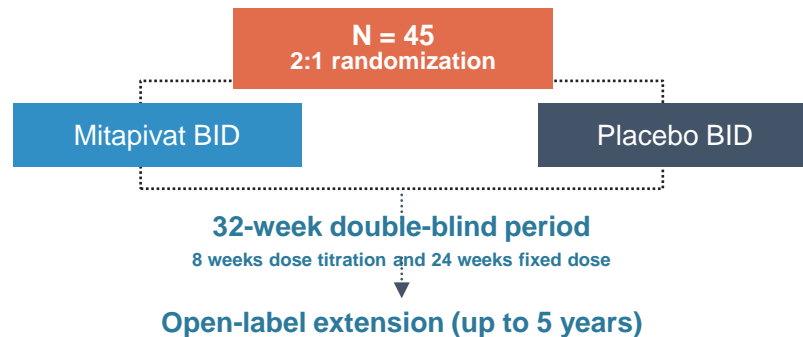 N = 45
2:1 randomization
Mitapivat BID
Placebo BID
32-week double-blind period
8 weeks dose titration and 24 weeks fixed dose
Open-label extension (up to 5 years)